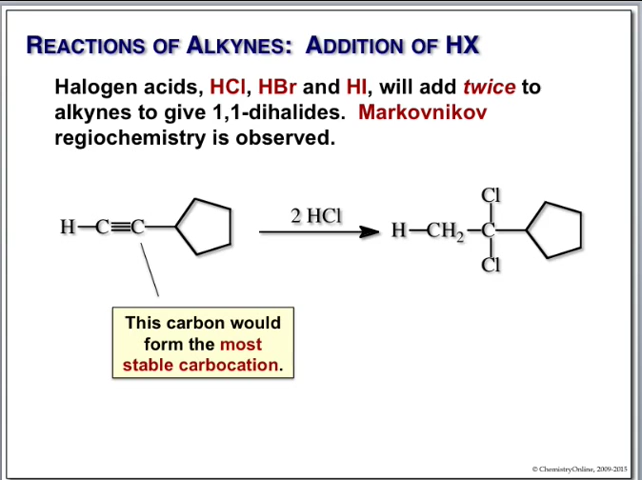 REACTIONS OF ALKYNES: ADDITION OF HX
Halogen acids, HCl, HBr and HI, will add twice to
alkynes to give 1,1-dihalides. Markovnikov
regiochemistry is observed.
H—C≡C—
2 HCl
Cl
H—CH₂—C—
Cl
This carbon would
form the most
stable carbocation.
© ChemistryOnline, 2009-2015